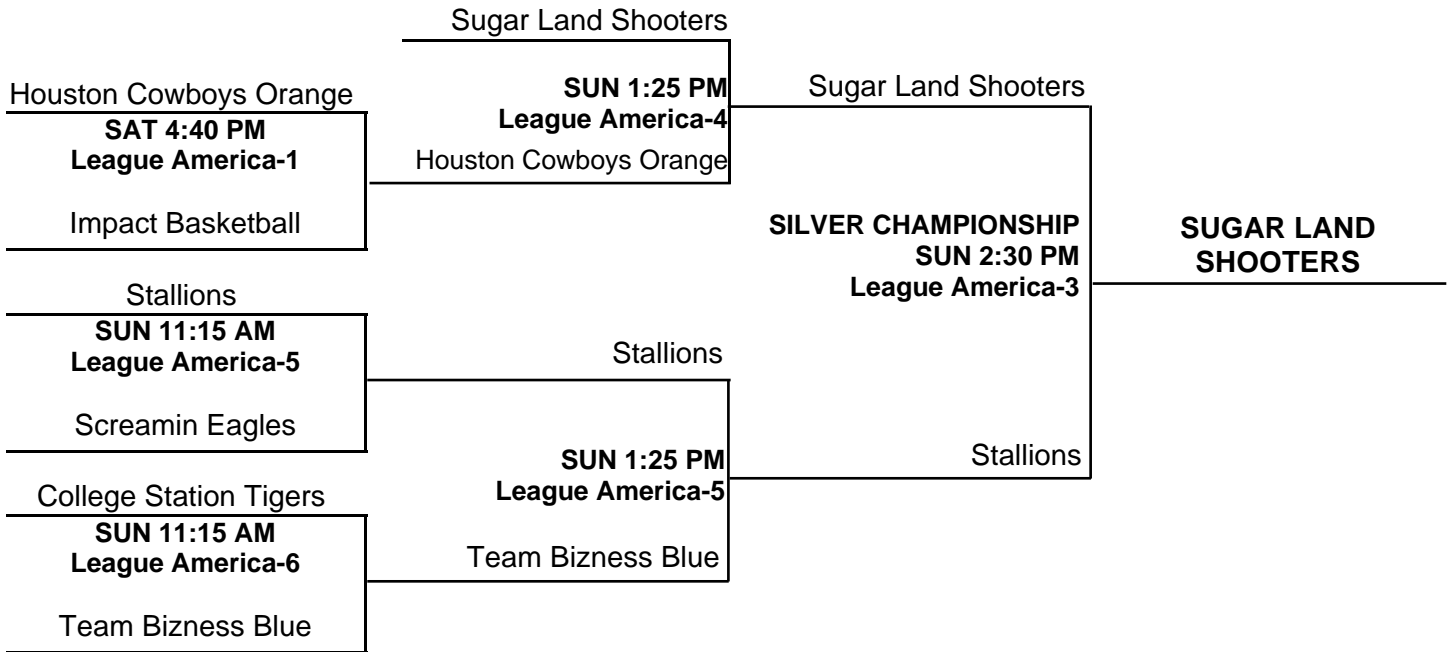 Sugar Land Shooters
Houston Cowboys Orange
SAT 4:40 PM
League America-1
Impact Basketball
SUN 1:25 PM
League America-4
Houston Cowboys Orange
Sugar Land Shooters
SILVER CHAMPIONSHIP
SUN 2:30 PM
League America-3
SUGAR LAND
SHOOTERS
Stallions
SUN 11:15 AM
League America-5
Screamin Eagles
Stallions
SUN 1:25 PM
League America-5
Stallions
College Station Tigers
SUN 11:15 AM
League America-6
Team Bizness Blue
Team Bizness Blue